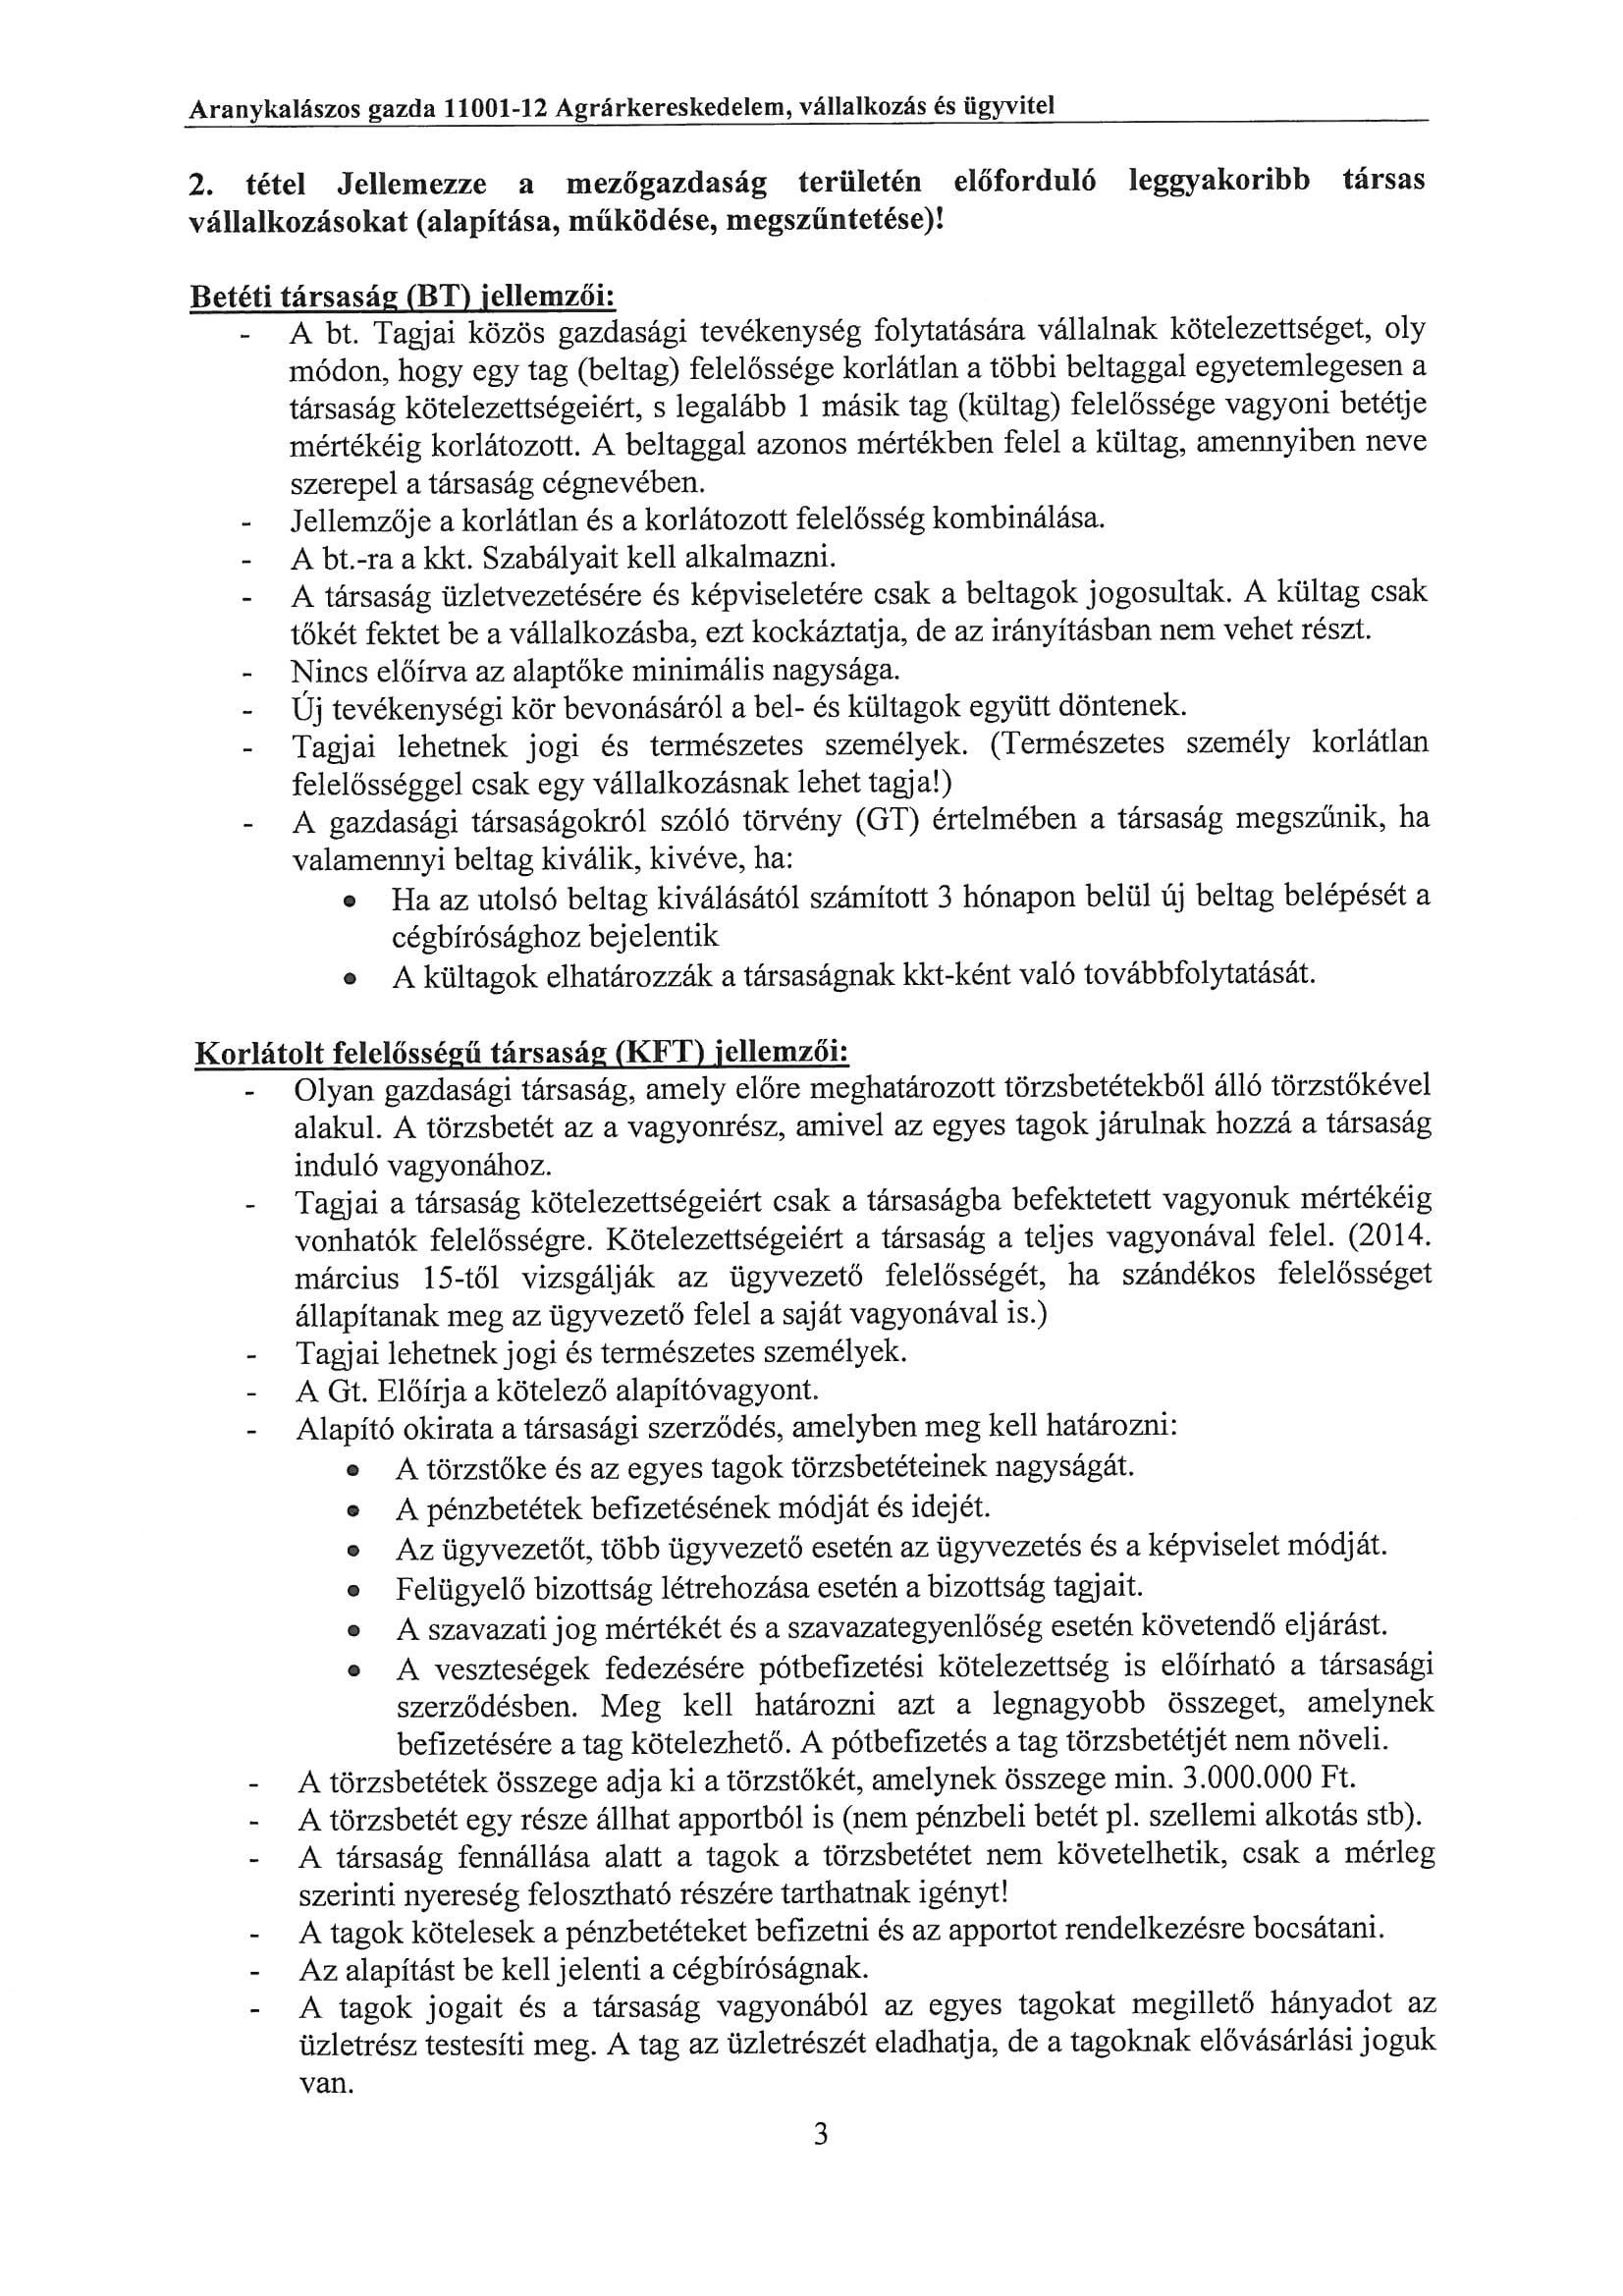 Aranykalászos gazda 11001-12 Agrárkereskedelem, vállalkozás és ügyvitel
2. tétel Jellemezze a mezőgazdaság területén előforduló leggyakoribb társas
vállalkozásokat (alapítása, működése, megszűntetése)!
Betéti társaság (BT) jellemzői:
- A bt. Tagjai közös gazdasági tevékenység folytatására vállalnak kötelezettséget, oly
módon, hogy egy tag (beltag) felelőssége korlátlan a többi beltaggal egyetemlegesen a
társaság kötelezettségeiért, s legalább 1 másik tag (kültag) felelőssége vagyoni betétje
mértékéig korlátozott. A beltaggal azonos mértékben felel a kültag, amennyiben neve
szerepel a társaság cégnevében.
- Jellemzője a korlátlan és a korlátozott felelősség kombinálása.
- A bt.-ra a kkt. Szabályait kell alkalmazni.
- A társaság üzletvezetésére és képviseletére csak a beltagok jogosultak. A kültag csak
tőkét fektet be a vállalkozásba, ezt kockáztatja, de az irányításban nem vehet részt.
- Nincs előírva az alaptőke minimális nagysága.
- Új tevékenységi kör bevonásáról a bel- és kültagok együtt döntenek.
- Tagjai lehetnek jogi és természetes személyek. (Természetes személy korlátlan
felelősséggel csak egy vállalkozásnak lehet tagja!)
- A gazdasági társaságokról szóló törvény (GT) értelmében a társaság megszűnik, ha
valamennyi beltag kiválik, kivéve, ha:
• Ha az utolsó beltag kiválásától számított 3 hónapon belül új beltag belépését a
cégbírósághoz bejelentik
• A kültagok elhatározzák a társaságnak kkt-ként való továbbfolytatását.
Korlátolt felelősségű társaság (KFT) jellemzői:
- Olyan gazdasági társaság, amely előre meghatározott törzsbetétekből álló törzstőkével
alakul. A törzsbetét az a vagyonrész, amivel az egyes tagok járulnak hozzá a társaság
induló vagyonához.
- Tagjai a társaság kötelezettségeiért csak a társaságba befektetett vagyonuk mértékéig
vonhatók felelősségre. Kötelezettségeiért a társaság a teljes vagyonával felel. (2014.
március 15-től vizsgálják az ügyvezető felelősségét, ha szándékos felelősséget
állapítanak meg az ügyvezető felel a saját vagyonával is.)
- Tagjai lehetnek jogi és természetes személyek.
- A Gt. Előírja a kötelező alapítóvagyont.
- Alapító okirata a társasági szerződés, amelyben meg kell határozni:
• A törzstőke és az egyes tagok törzsbetéteinek nagyságát.
• A pénzbetétek befizetésének módját és idejét.
• Az ügyvezetőt, több ügyvezető esetén az ügyvezetés és a képviselet módját.
• Felügyelő bizottság létrehozása esetén a bizottság tagjait.
• A szavazati jog mértékét és a szavazategyenlőség esetén követendő eljárást.
• A veszteségek fedezésére pótbefizetési kötelezettség is előírható a társasági
szerződésben. Meg kell határozni azt a legnagyobb összeget, amelynek
befizetésére a tag kötelezhető. A pótbefizetés a tag törzsbetétjét nem növeli.
- A törzsbetétek összege adja ki a törzstőkét, amelynek összege min. 3.000.000 Ft.
- A törzsbetét egy része állhat apportból is (nem pénzbeli betét pl. szellemi alkotás stb).
- A társaság fennállása alatt a tagok a törzsbetétet nem követelhetik, csak a mérleg
szerinti nyereség felosztható részére tarthatnak igényt!
- A tagok kötelesek a pénzbetéteket befizetni és az apportot rendelkezésre bocsátani.
- Az alapítást be kell jelenti a cégbíróságnak.
- A tagok jogait és a társaság vagyonából az egyes tagokat megillető hányadot az
üzletrész testesíti meg. A tag az üzletrészét eladhatja, de a tagoknak elővásárlási joguk
van.
3